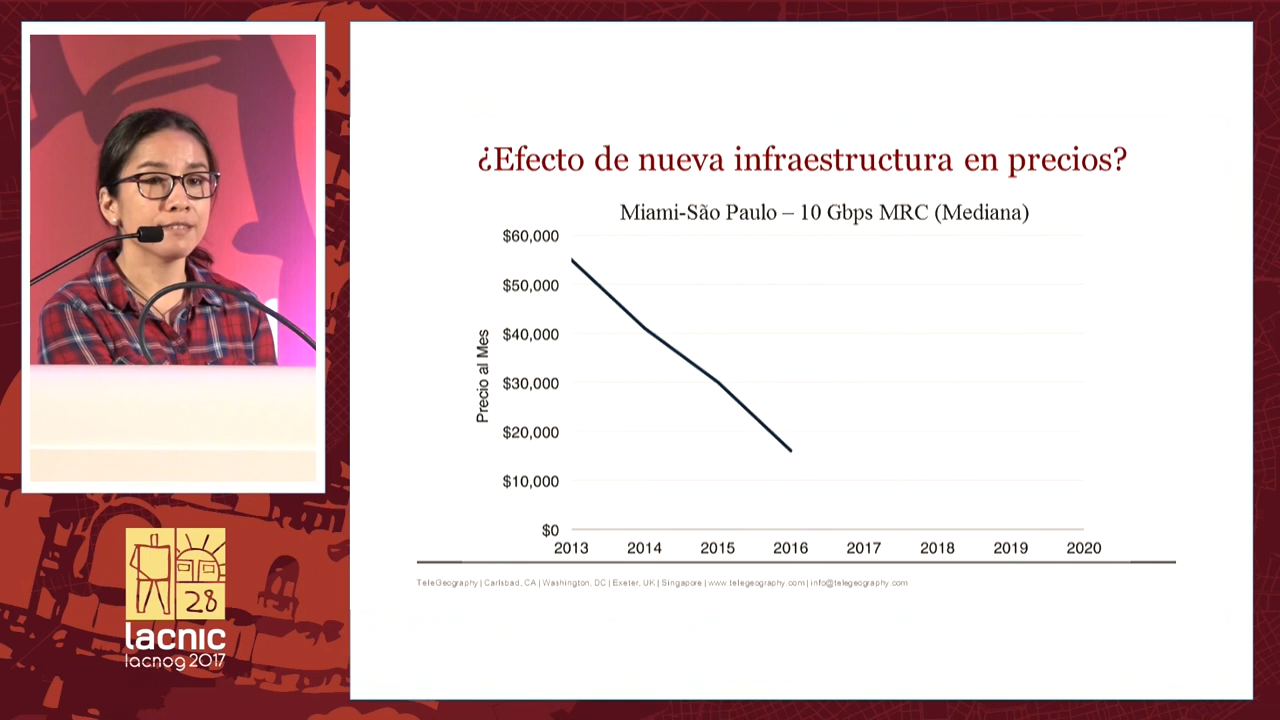 ¿Efecto de nueva infraestructura en precios?
Miami-São Paulo – 10 Gbps MRC (Mediana)
Precio al Mes
$60,000
$50,000
$40,000
$30,000
$20,000
$10,000
$0
2013 2014 2015 2016 2017 2018 2019 2020
TeleGeography | Carlsbad, CA | Washington, DC | Exeter, UK | Singapore | www.telegeography.com | info@telegeography.com
28
lacnic
lacnog 2017